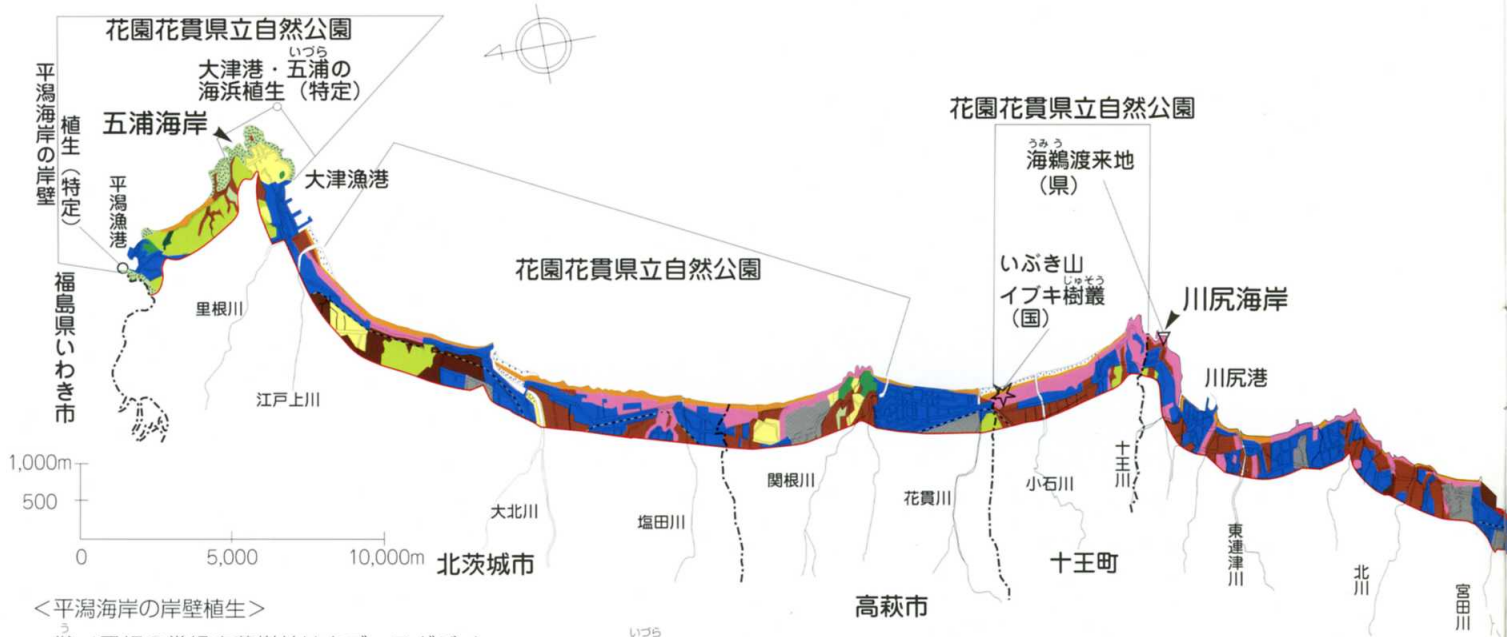 花園花貫県立自然公園
いづら
大津港・五浦の
海浜植生（特定）
平潟海岸の岸壁
植生（特定）
五浦海岸
平潟漁港
大津漁港
福島県いわき市
里根川
江戸上川
花園花貫県立自然公園
花園花貫県立自然公園
うみう
海鵜渡来地
（県）
いぶき山
じゅそう
イブキ樹叢
（国）
川尻海岸
川尻港
1,000m
500
0
5,000
10,000m
大北川
北茨城市
塩田川
関根川
高萩市
花貫川
小石川
十王町
十王川
東連津川
北川
宮田川
＜平潟海岸の岸壁植生＞
う
いづら